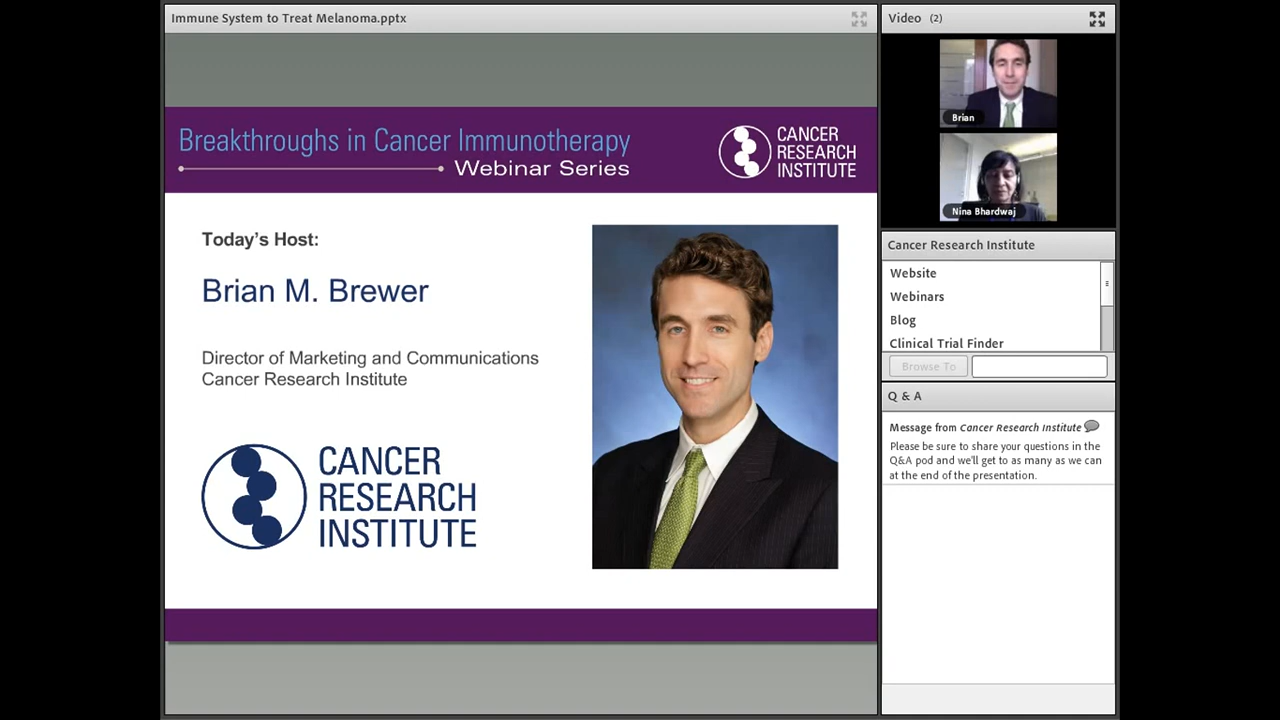 Immune System to Treat Melanoma.pptx
Breakthroughs in Cancer Immunotherapy
Webinar Series
CANCER
RESEARCH
INSTITUTE
Today's Host:
Brian M. Brewer
Director of Marketing and Communications
Cancer Research Institute
CANCER
RESEARCH
INSTITUTE
Video (2)
Brian
Nina Bhardwaj
Cancer Research Institute
Website
Webinars
Blog
Clinical Trial Finder
Browse To
Q & A
Message from Cancer Research Institute
Please be sure to share your questions in the
Q&A pod and we'll get to as many as we can
at the end of the presentation.